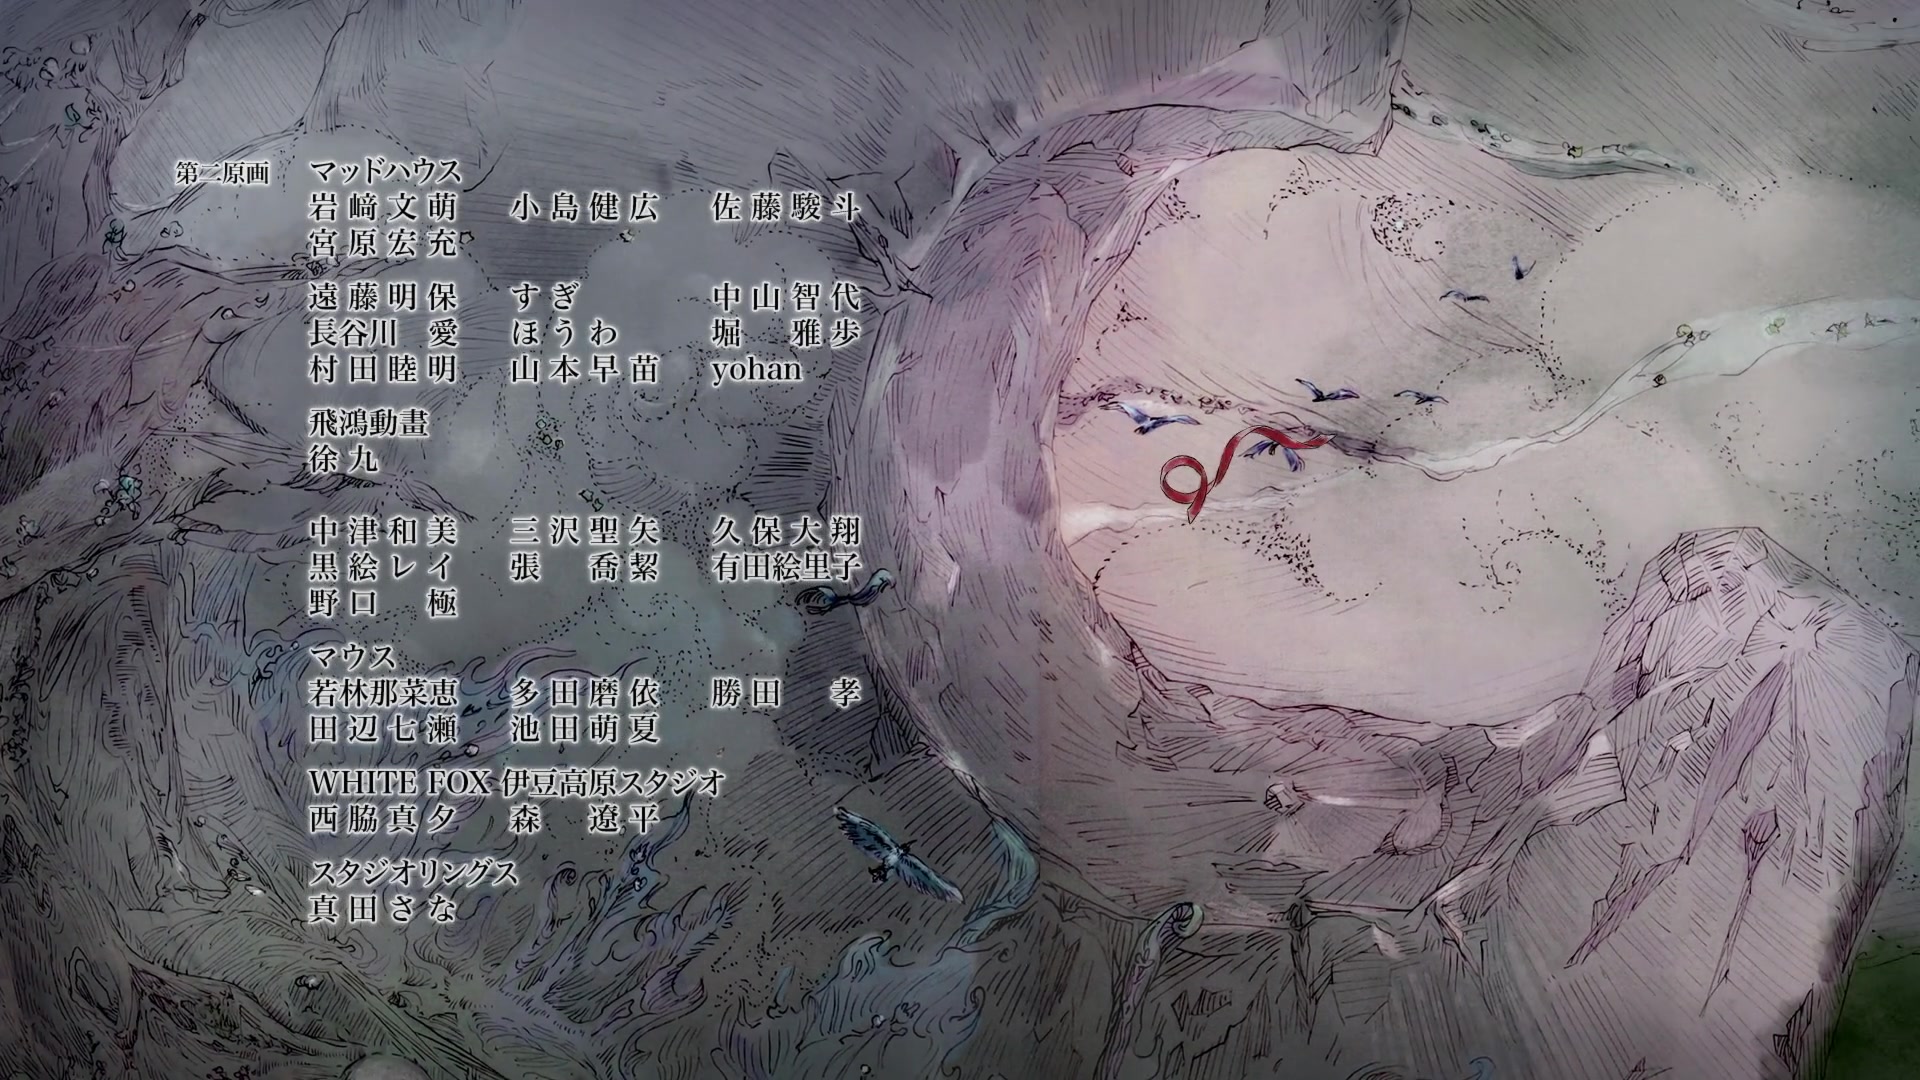 第二原画 マッドハウス
岩﨑文萌 小島健広 佐藤駿斗
宮原宏充
遠藤明保 すぎ 中山智代
長谷川愛 ほうわ 堀雅歩
村田睦明 山本早苗 yohan
飛鴻動畫
徐九
中津和美 三沢聖矢 久保大翔
黒絵レイ 張喬絜 有田絵里子
野口極
マウス
若林那菜恵 多田磨依 勝田孝
田辺七瀬 池田萌夏
WHITE FOX 伊豆高原スタジオ
西脇真夕 森遼平
スタジオリングス
真田さな